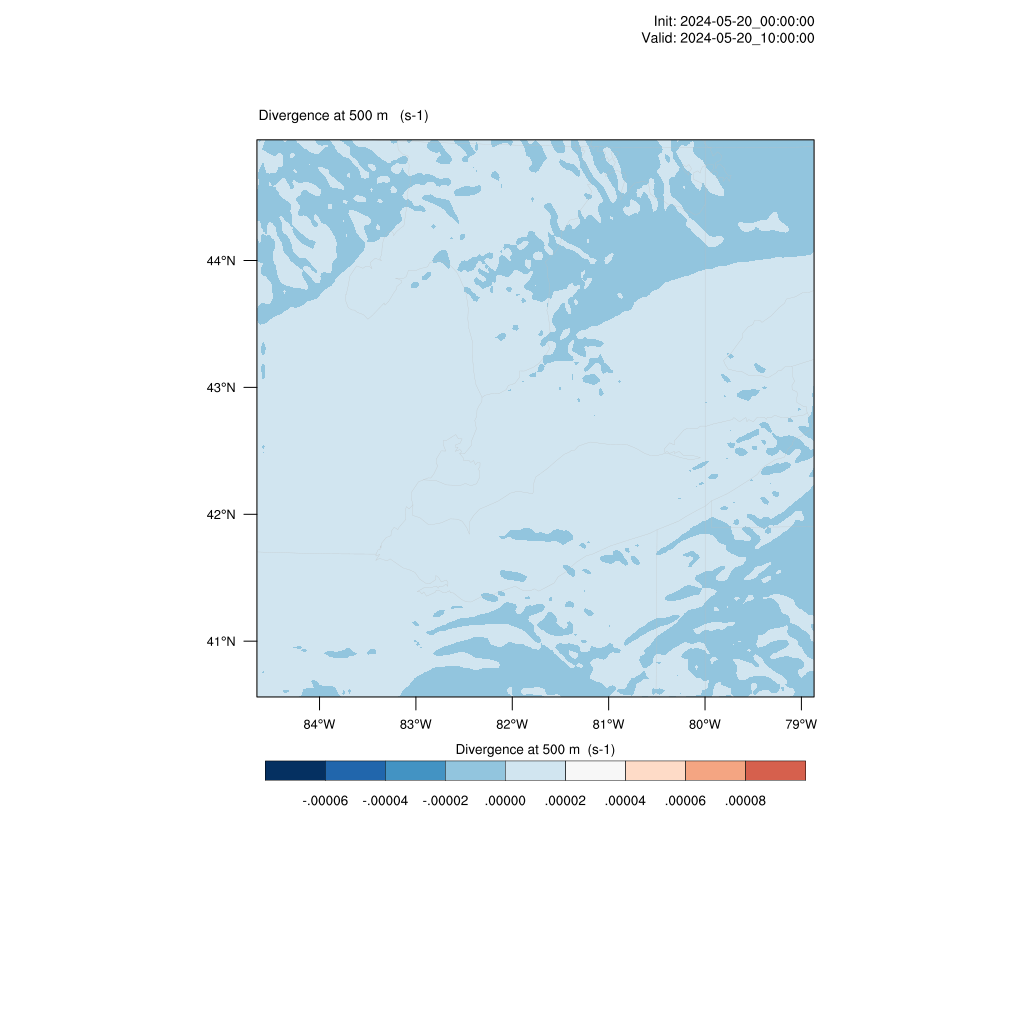 Init: 2024-05-20_00:00:00
Valid: 2024-05-20_10:00:00
Divergence at 500 m   (s-1)
44°N
43°N
42°N
41°N
84°W 83°W 82°W 81°W 80°W 79°W
Divergence at 500 m  (s-1)
-.00006 -.00004 -.00002 .00000 .00002 .00004 .00006 .00008